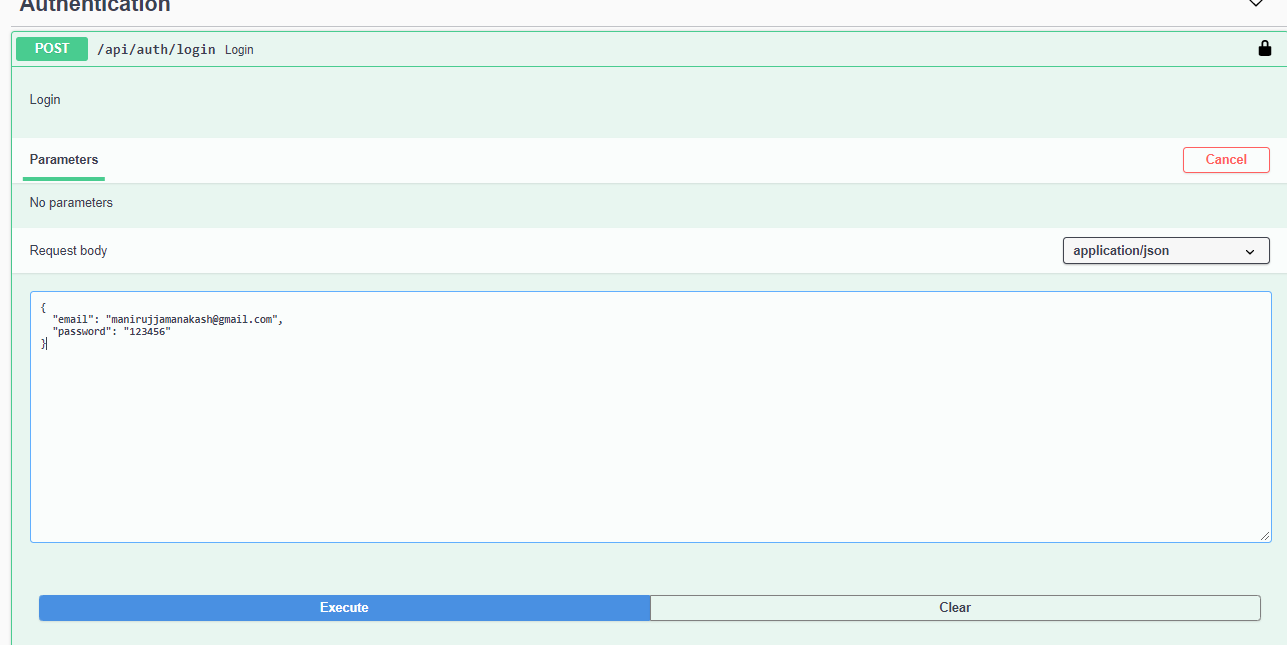 Authentication
POST /api/auth/login Login
Login
Parameters
Cancel
No parameters
Request body
application/json
{
"email": "manirujjamanakash@gmail.com",
"password": "123456"
}
Execute
Clear